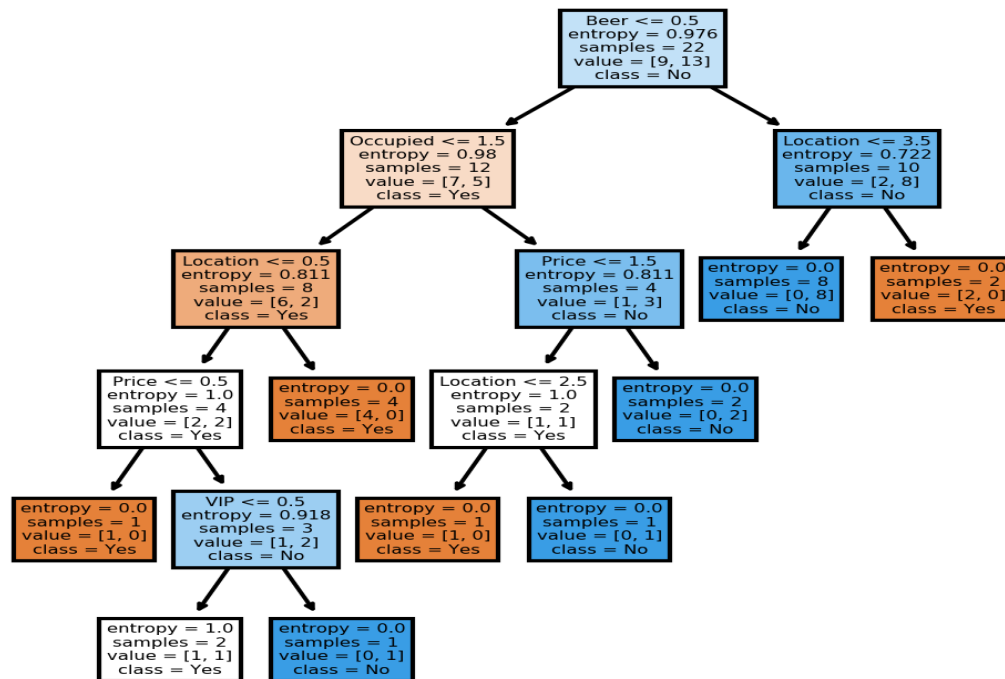 Beer <= 0.5
entropy = 0.976
samples = 22
value = [9, 13]
class = No
Occupied <= 1.5
entropy = 0.98
samples = 12
value = [7, 5]
class = Yes
Location <= 3.5
entropy = 0.722
samples = 10
value = [2, 8]
class = No
Location <= 0.5
entropy = 0.811
samples = 8
value = [6, 2]
class = Yes
Price <= 1.5
entropy = 0.811
samples = 4
value = [1, 3]
class = No
entropy = 0.0
samples = 8
value = [0, 8]
class = No
entropy = 0.0
samples = 2
value = [2, 0]
class = Yes
Price <= 0.5
entropy = 1.0
samples = 4
value = [2, 2]
class = Yes
entropy = 0.0
samples = 4
value = [4, 0]
class = Yes
Location <= 2.5
entropy = 1.0
samples = 2
value = [1, 1]
class = Yes
entropy = 0.0
samples = 2
value = [0, 2]
class = No
entropy = 0.0
samples = 1
value = [1, 0]
class = Yes
VIP <= 0.5
entropy = 0.918
samples = 3
value = [1, 2]
class = No
entropy = 0.0
samples = 1
value = [1, 0]
class = Yes
entropy = 0.0
samples = 1
value = [0, 1]
class = No
entropy = 1.0
samples = 2
value = [1, 1]
class = Yes
entropy = 0.0
samples = 1
value = [0, 1]
class = No